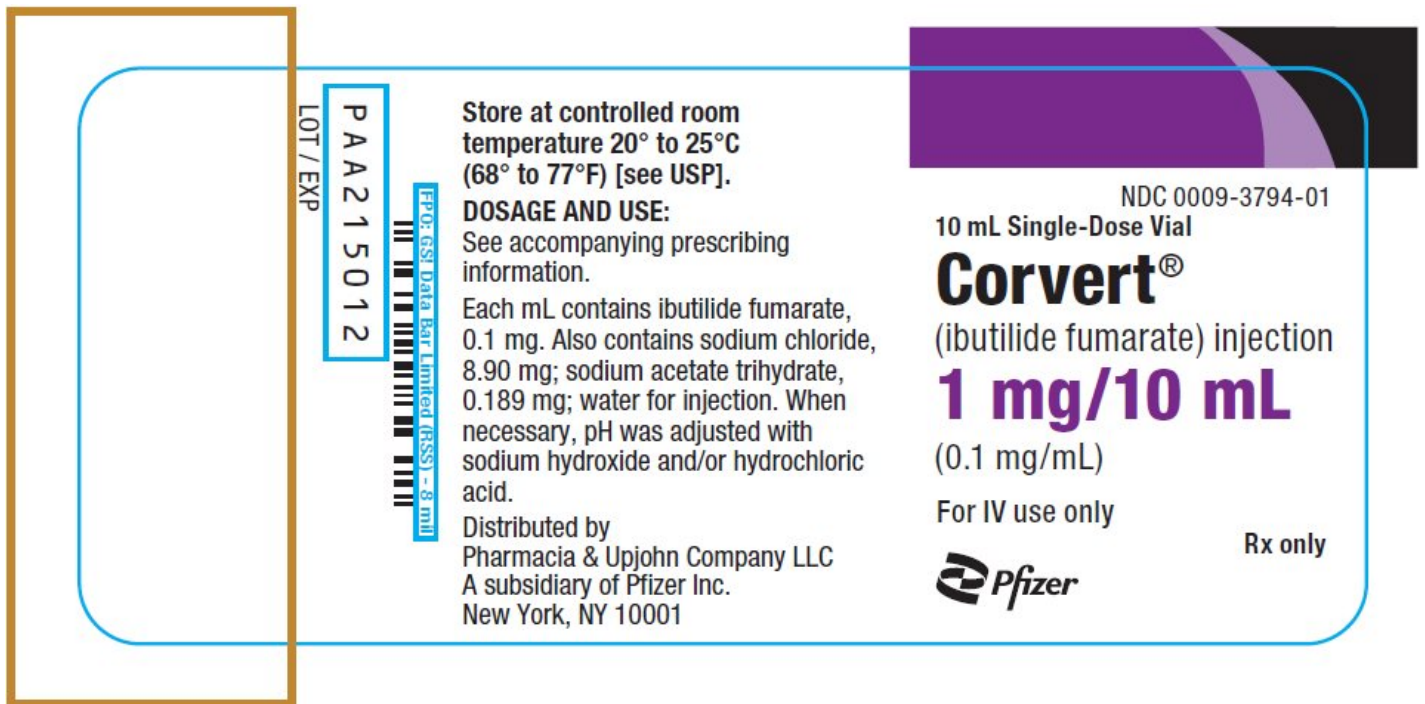 LOT / EXP
PAA215012
FPO: GS! Data Bar Limited (RSS) - 8 mil
Store at controlled room
temperature 20° to 25°C
(68° to 77°F) [see USP].
DOSAGE AND USE:
See accompanying prescribing
information.
Each mL contains ibutilide fumarate,
0.1 mg. Also contains sodium chloride,
8.90 mg; sodium acetate trihydrate,
0.189 mg; water for injection. When
necessary, pH was adjusted with
sodium hydroxide and/or hydrochloric
acid.
Distributed by
Pharmacia & Upjohn Company LLC
A subsidiary of Pfizer Inc.
New York, NY 10001
NDC 0009-3794-01
10 mL Single-Dose Vial
Corvert®
(ibutilide fumarate) injection
1 mg/10 mL
(0.1 mg/mL)
For IV use only
Rx only
Pfizer